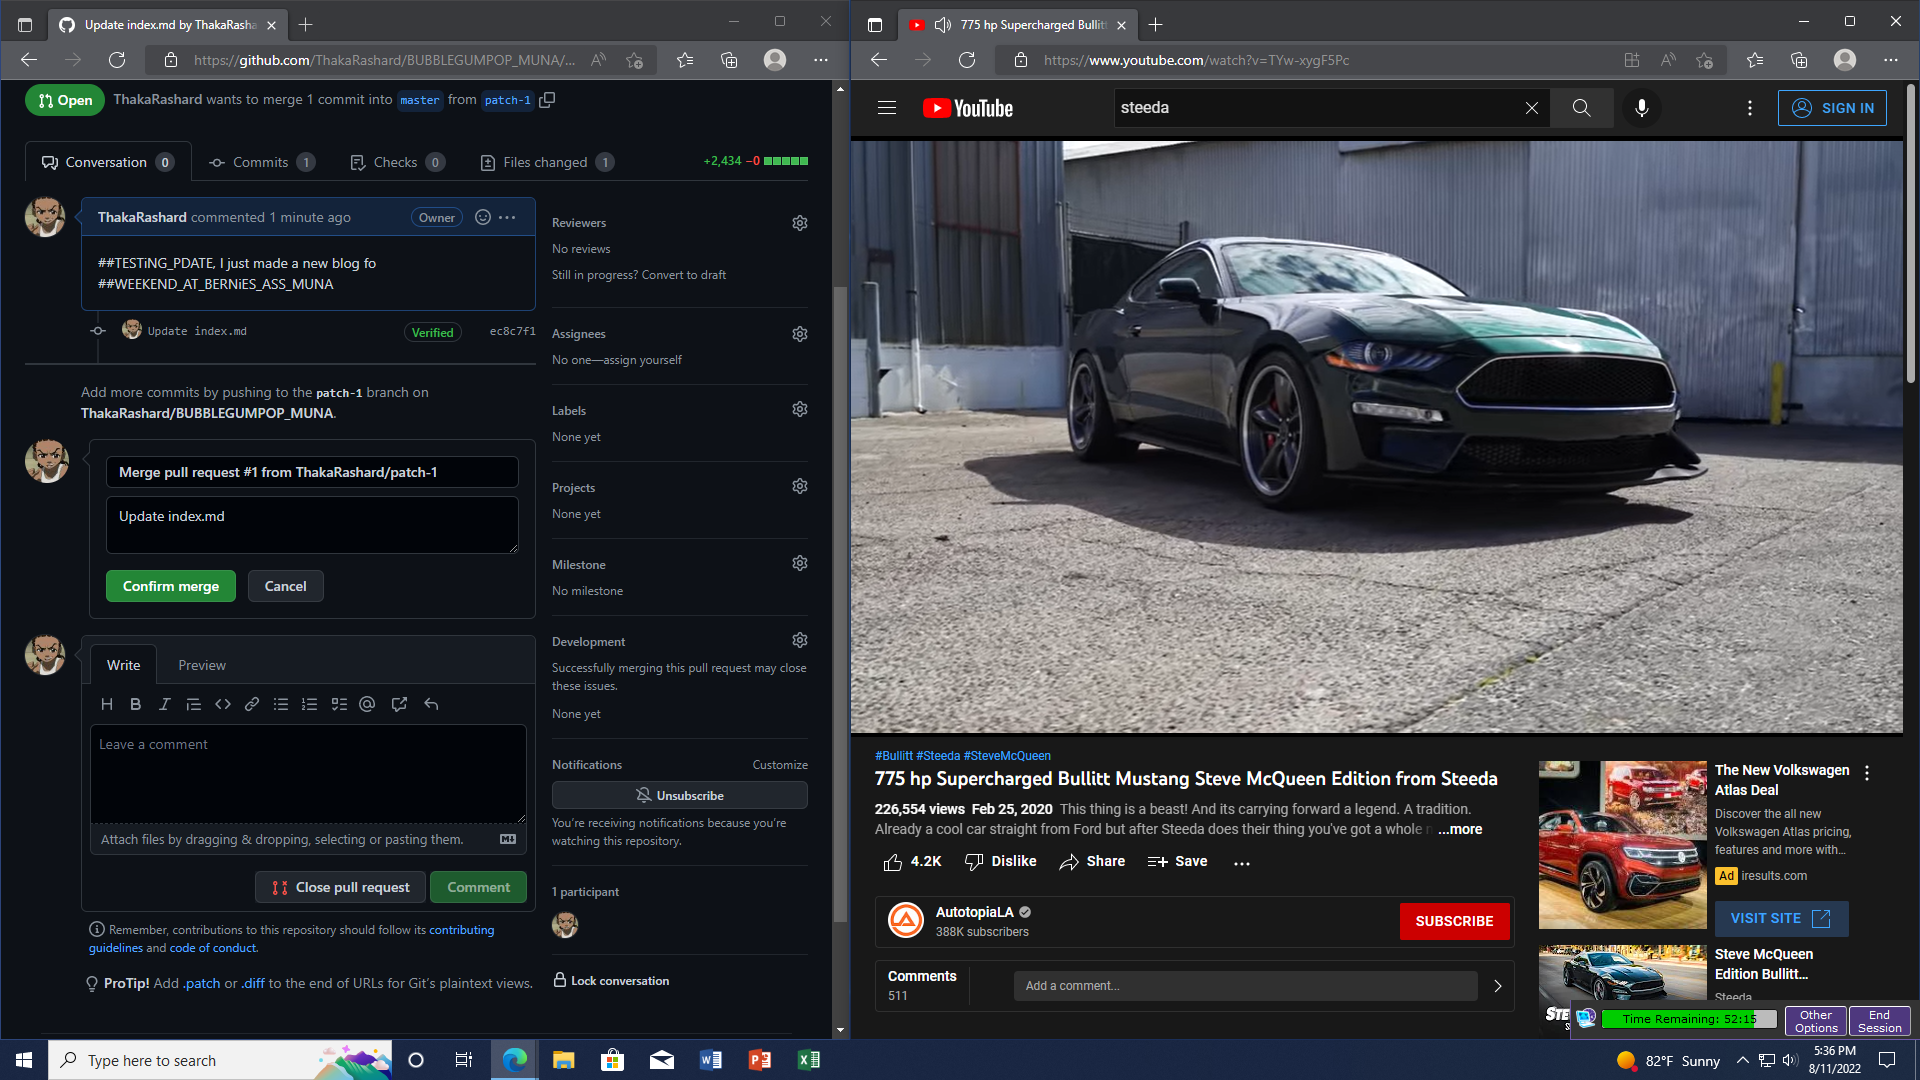 Update index.md by ThakaRasha
https://github.com/ThakaRashard/BUBBLEGUMPOP_MUNA/...
Open
ThakaRashard wants to merge 1 commit into master from patch-1
Conversation 0
Commits 1
Checks 0
Files changed 1
+2,434 −0
ThakaRashard commented 1 minute ago
Owner
##TESTiNG_PDATE, I just made a new blog fo
##WEEKEND_AT_BERNiES_ASS_MUNA
Update index.md
Verified
ec8c7f1
Add more commits by pushing to the patch-1 branch on
ThakaRashard/BUBBLEGUMPOP_MUNA.
Merge pull request #1 from ThakaRashard/patch-1
Update index.md
Confirm merge
Cancel
Write
Preview
Leave a comment
Attach files by dragging & dropping, selecting or pasting them.
Close pull request
Comment
Remember, contributions to this repository should follow its contributing
guidelines and code of conduct.
ProTip! Add .patch or .diff to the end of URLs for Git's plaintext views.
Reviewers
No reviews
Still in progress? Convert to draft
Assignees
No one—assign yourself
Labels
None yet
Projects
None yet
Milestone
No milestone
Development
Successfully merging this pull request may close
these issues.
None yet
Notifications
Customize
Unsubscribe
You're receiving notifications because you're
watching this repository.
1 participant
Lock conversation
775 hp Supercharged Bullitt
https://www.youtube.com/watch?v=TYw-xygF5Pc
YouTube
steeda
SIGN IN
#Bullitt #Steeda #SteveMcQueen
775 hp Supercharged Bullitt Mustang Steve McQueen Edition from Steeda
226,554 views Feb 25, 2020 This thing is a beast! And its carrying forward a legend. A tradition.
Already a cool car straight from Ford but after Steeda does their thing you've got a whole ...more
4.2K
Dislike
Share
Save
AutotopiaLA
388K subscribers
SUBSCRIBE
Comments
511
Add a comment...
The New Volkswagen
Atlas Deal
Discover the all new
Volkswagen Atlas pricing,
features and more with...
Ad iresults.com
VISIT SITE
Steve McQueen
Edition Bullitt...
Steeda
Time Remaining: 52:15
Other
Options
End
Session
Type here to search
82°F Sunny
5:36 PM
8/11/2022